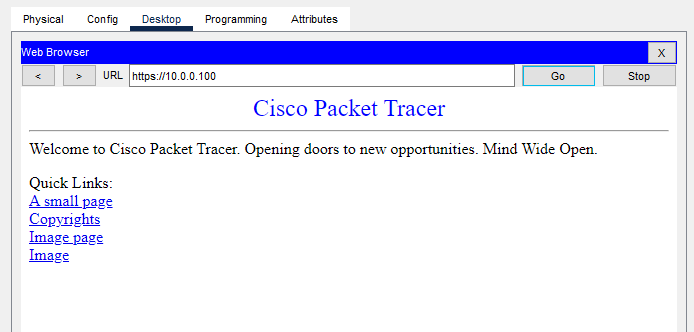 Physical Config Desktop Programming Attributes
Web Browser X
< > URL https://10.0.0.100 Go Stop
Cisco Packet Tracer
Welcome to Cisco Packet Tracer. Opening doors to new opportunities. Mind Wide Open.
Quick Links:
A small page
Copyrights
Image page
Image